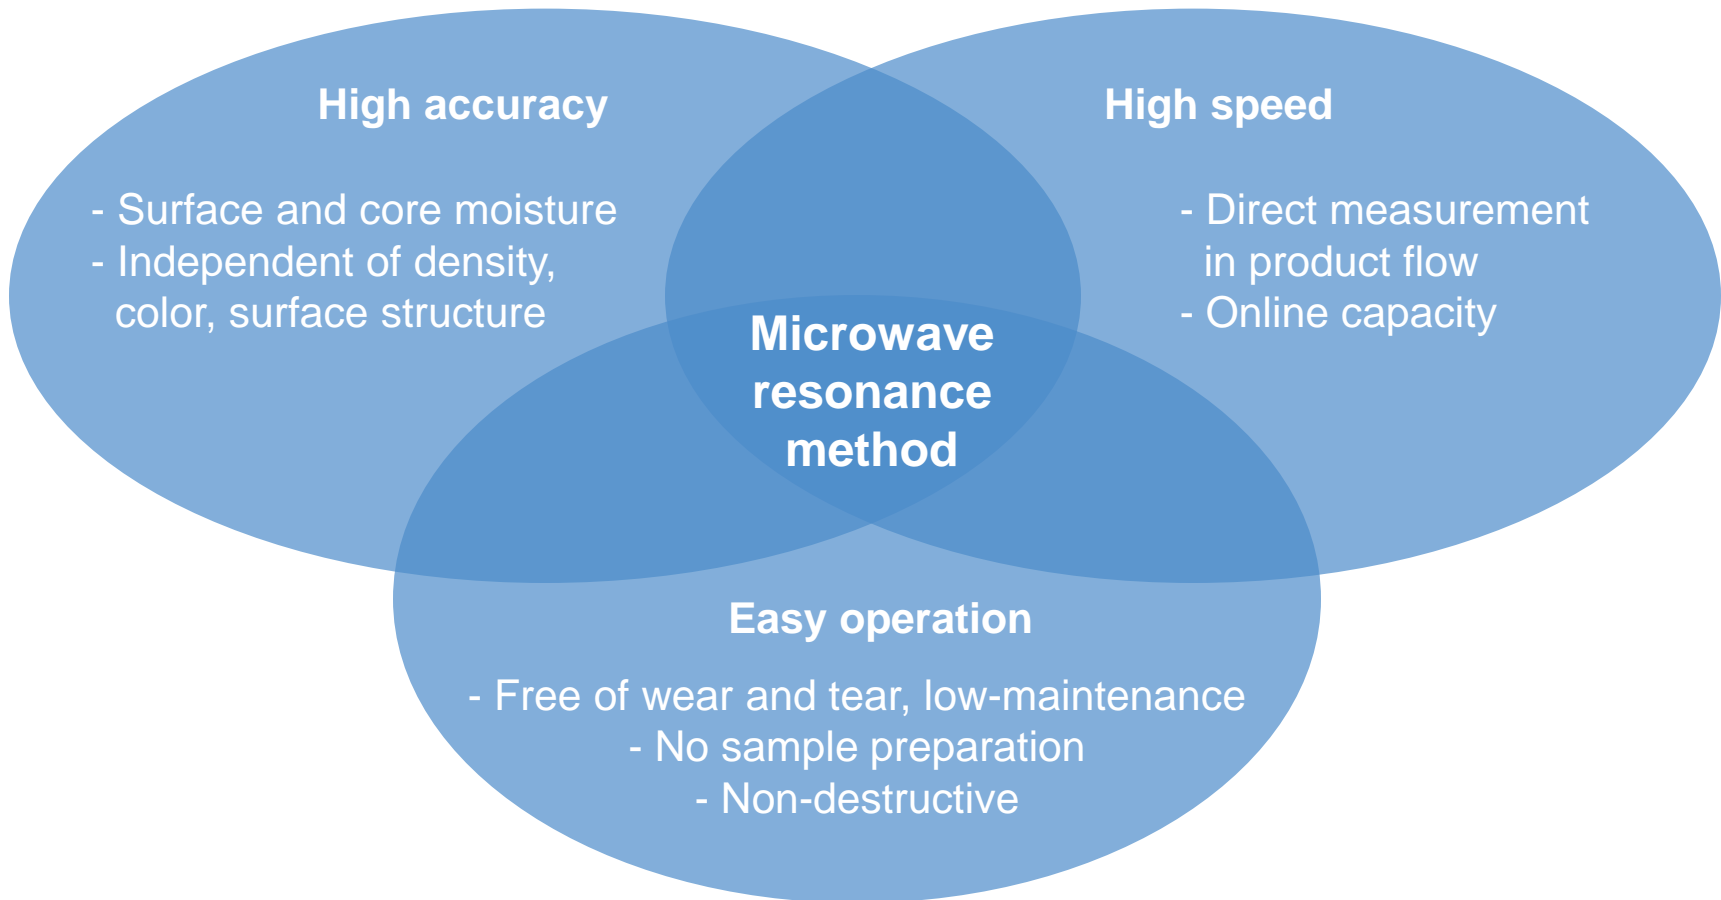 High accuracy
- Surface and core moisture
- Independent of density,
color, surface structure
High speed
- Direct measurement
in product flow
- Online capacity
Microwave
resonance
method
Easy operation
- Free of wear and tear, low-maintenance
- No sample preparation
- Non-destructive